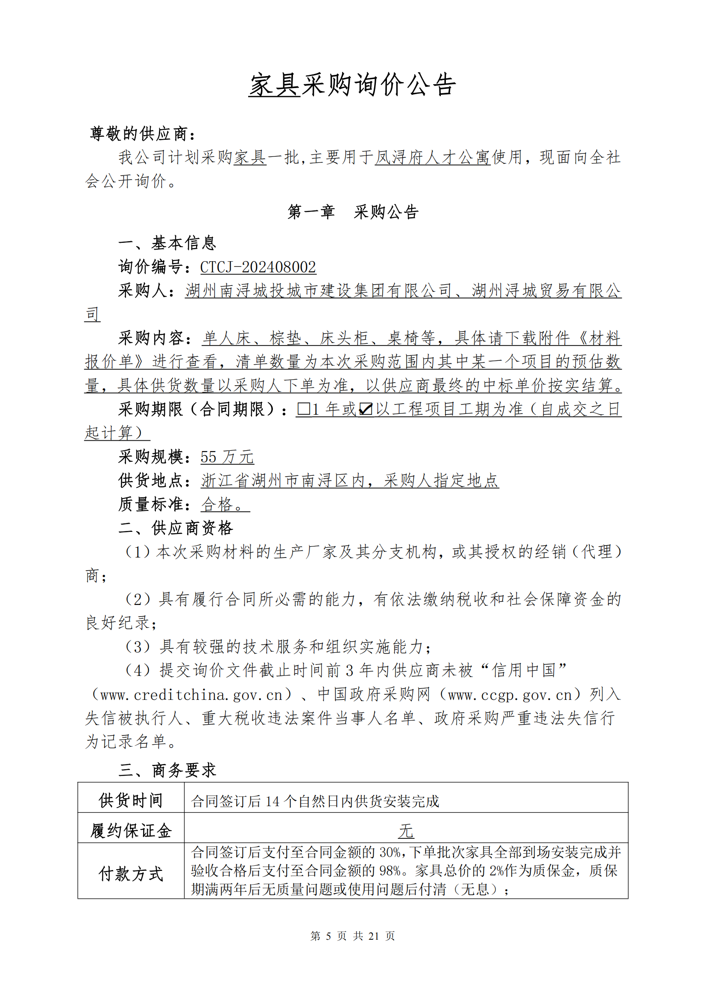 家具采购询价公告
尊敬的供应商：
我公司计划采购家具一批,主要用于凤浔府人才公寓使用，现面向全社
会公开询价。
第一章 采购公告
一、基本信息
询价编号：CTCJ-202408002
采购人：湖州南浔城投城市建设集团有限公司、湖州浔城贸易有限公
司
采购内容：单人床、棕垫、床头柜、桌椅等，具体请下载附件《材料
报价单》进行查看，清单数量为本次采购范围内其中某一个项目的预估数
量，具体供货数量以采购人下单为准，以供应商最终的中标单价按实结算。
采购期限（合同期限）：☐1 年或☑以工程项目工期为准（自成交之日
起计算）
采购规模：55 万元
供货地点：浙江省湖州市南浔区内，采购人指定地点
质量标准：合格。
二、供应商资格
（1）本次采购材料的生产厂家及其分支机构，或其授权的经销（代理）
商；
（2）具有履行合同所必需的能力，有依法缴纳税收和社会保障资金的
良好纪录；
（3）具有较强的技术服务和组织实施能力；
（4）提交询价文件截止时间前 3 年内供应商未被“信用中国”
（www.creditchina.gov.cn）、中国政府采购网（www.ccgp.gov.cn）列入
失信被执行人、重大税收违法案件当事人名单、政府采购严重违法失信行
为记录名单。
三、商务要求
供货时间 合同签订后 14 个自然日内供货安装完成
履约保证金 无
付款方式 合同签订后支付至合同金额的 30%，下单批次家具全部到场安装完成并
验收合格后支付至合同金额的 98%。家具总价的 2%作为质保金，质保
期满两年后无质量问题或使用问题后付清（无息）；
第 5 页 共 21 页